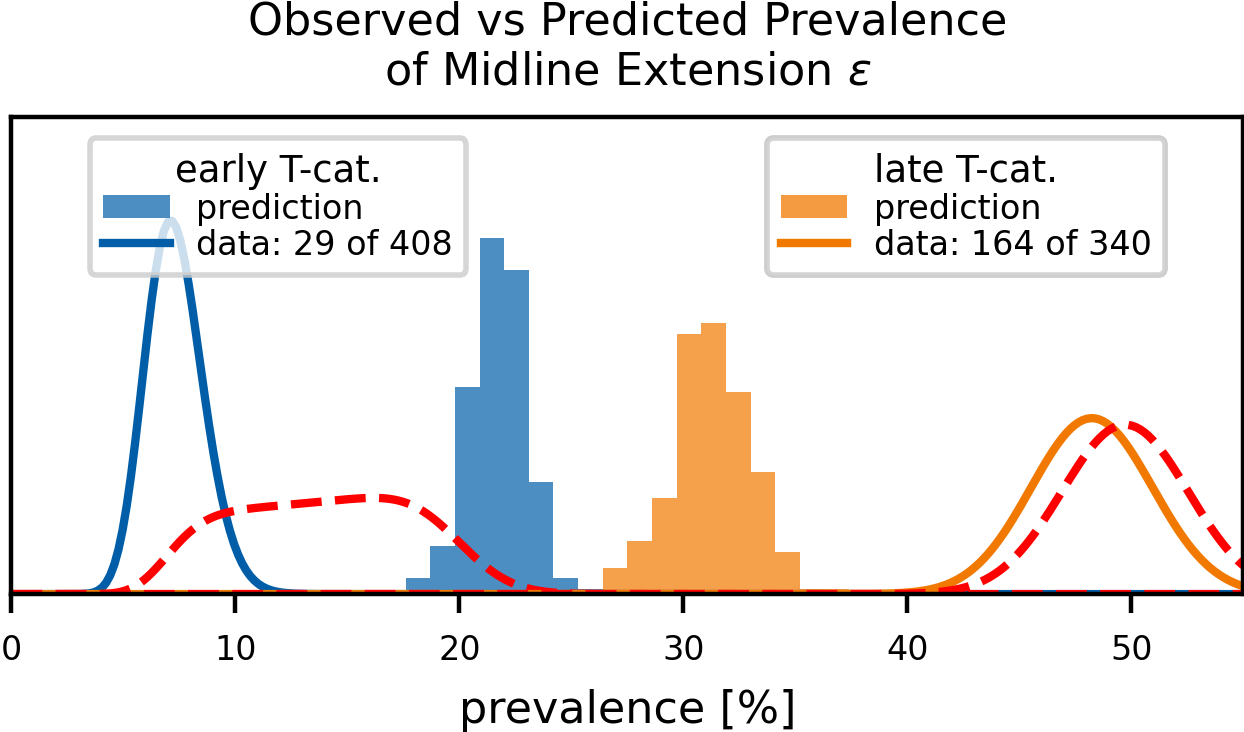 Observed vs Predicted Prevalence
of Midline Extension ε
early T-cat.
prediction
data: 29 of 408
late T-cat.
prediction
data: 164 of 340
0 10 20 30 40 50
prevalence [%]